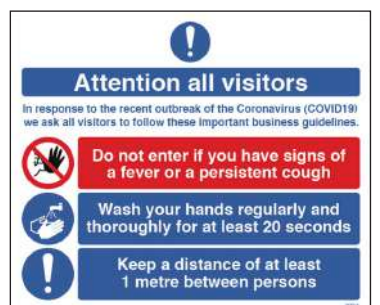 Attention all visitors
In response to the recent outbreak of the Coronavirus (COVID19)
we ask all visitors to follow these important business guidelines.
Do not enter if you have signs of
a fever or a persistent cough
Wash your hands regularly and
thoroughly for at least 20 seconds
Keep a distance of at least
1 metre between persons